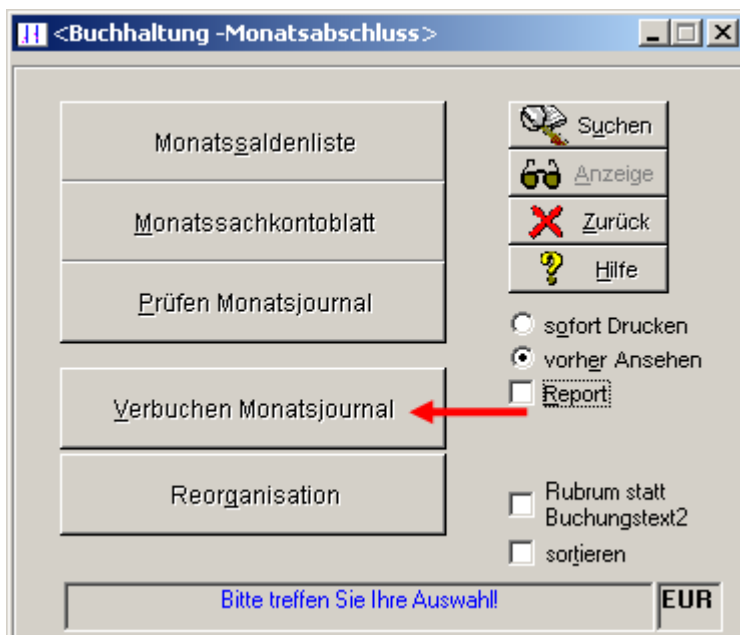 <Buchhaltung -Monatsabschluss>
Monatssaldenliste
Monatssachkontoblatt
Prüfen Monatsjournal
Verbuchen Monatsjournal
Reorganisation
Suchen
Anzeige
Zurück
Hilfe
sofort Drucken
vorher Ansehen
Report
Rubrum statt
Buchungstext2
sortieren
Bitte treffen Sie Ihre Auswahl!
EUR